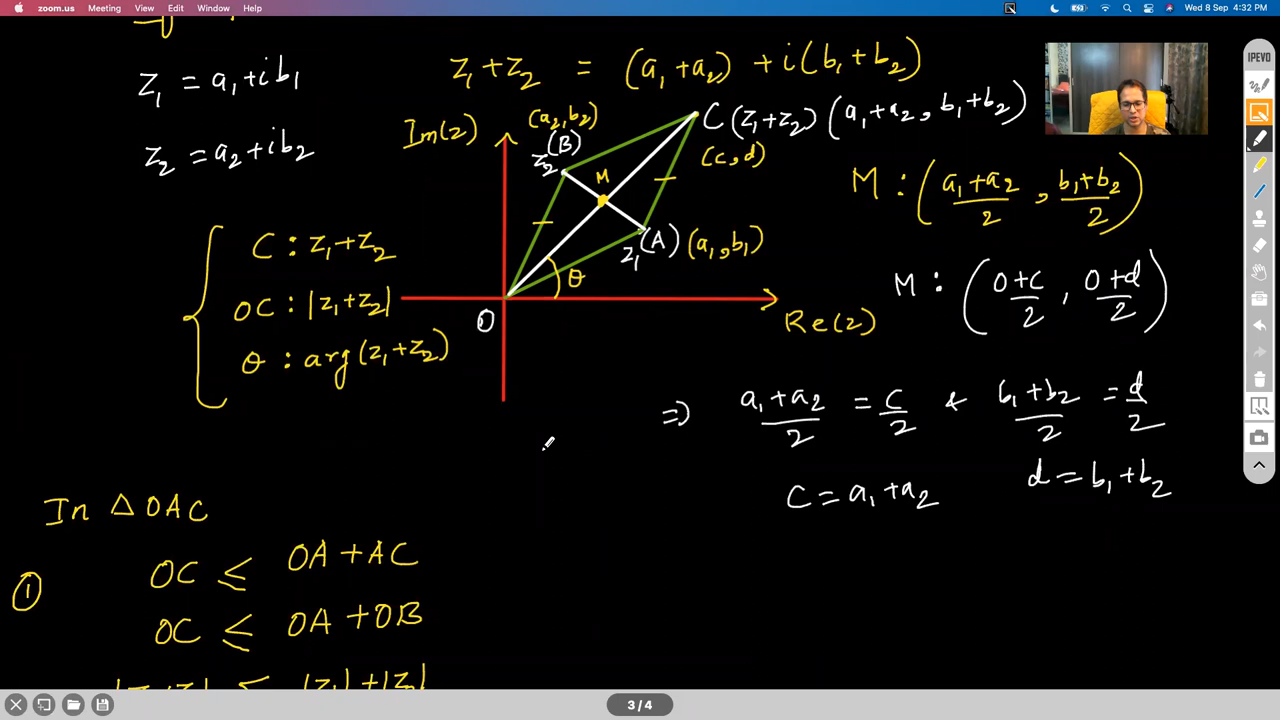 zoom.us Meeting View Edit Window Help
Wed 8 Sep 4:32 PM
IPEVO
z₁ = a₁+ib₁
z₂ = a₂+ib₂
z₁+z₂ = (a₁+a₂) + i(b₁+b₂)
Im(z)
(a₂,b₂)
z₂(B)
M
C(z₁+z₂)(a₁+a₂, b₁+b₂)
(c,d)
z₁(A) (a₁,b₁)
θ
O
Re(z)
C : z₁+z₂
OC : |z₁+z₂|
θ : arg(z₁+z₂)
M : (a₁+a₂/2, b₁+b₂/2)
M : (0+c/2, 0+d/2)
⇒ a₁+a₂/2 = c/2 & b₁+b₂/2 = d/2
c = a₁+a₂ d = b₁+b₂
In △OAC
① OC ≤ OA+AC
OC ≤ OA+OB
≤ |z₁|+|z₂|
3/4